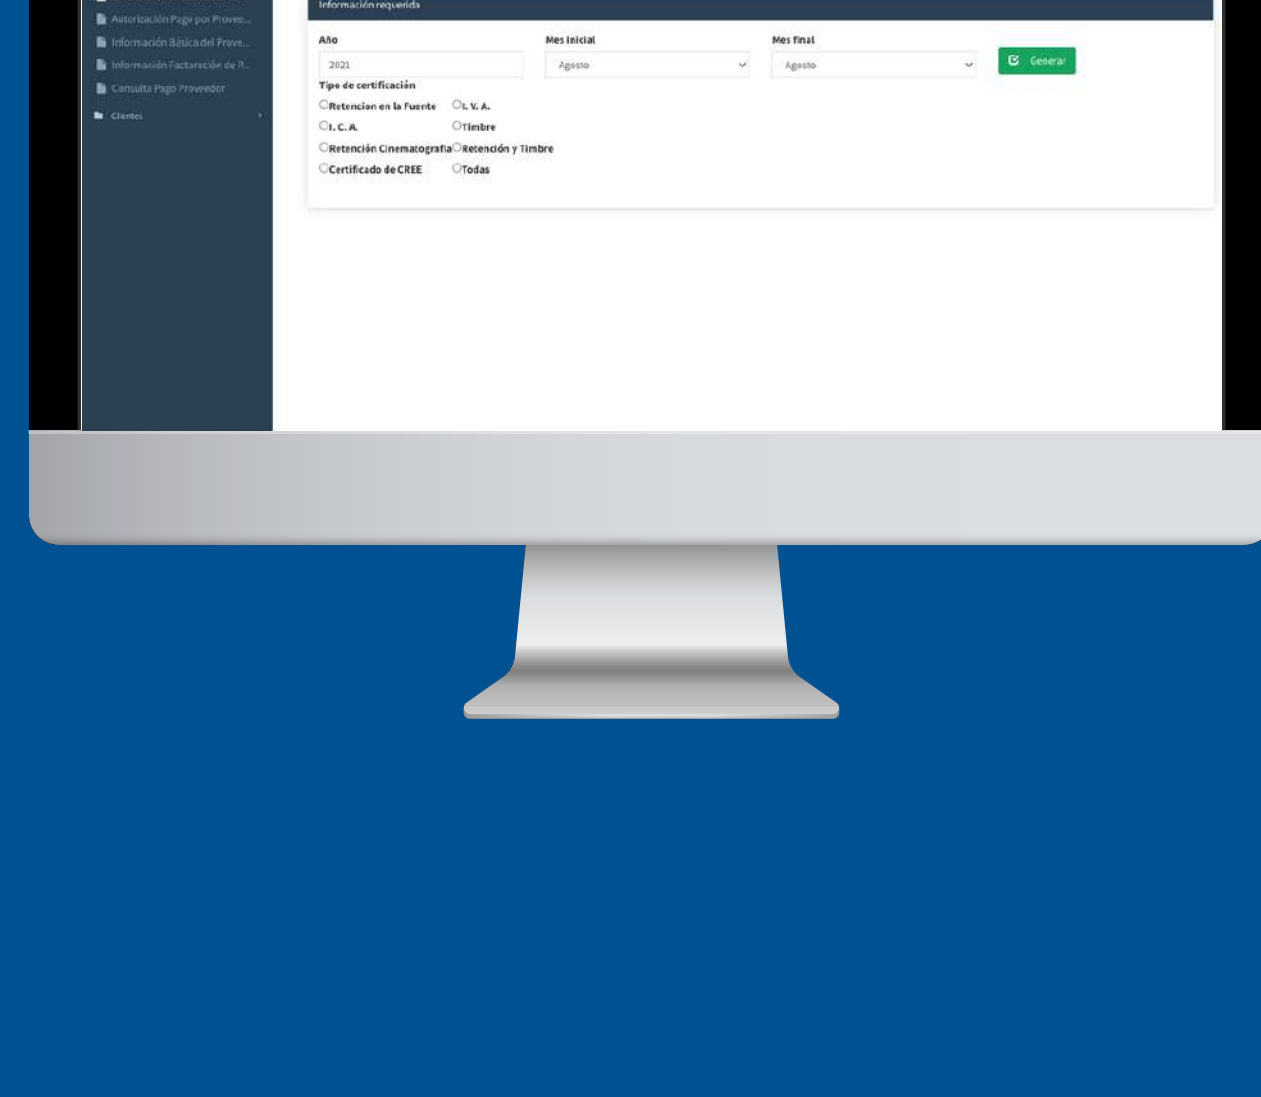 Información requerida
Autorización Pago por Provee...
Información Básica del Prove...
Información Facturación de P...
Consulta Pago Proveedor
Clientes
Año Mes Inicial Mes final
2021 Agosto Agosto Generar
Tipo de certificación
Retencion en la Fuente I. V. A.
I. C. A. Timbre
Retención Cinematografia Retención y Timbre
Certificado de CREE Todas